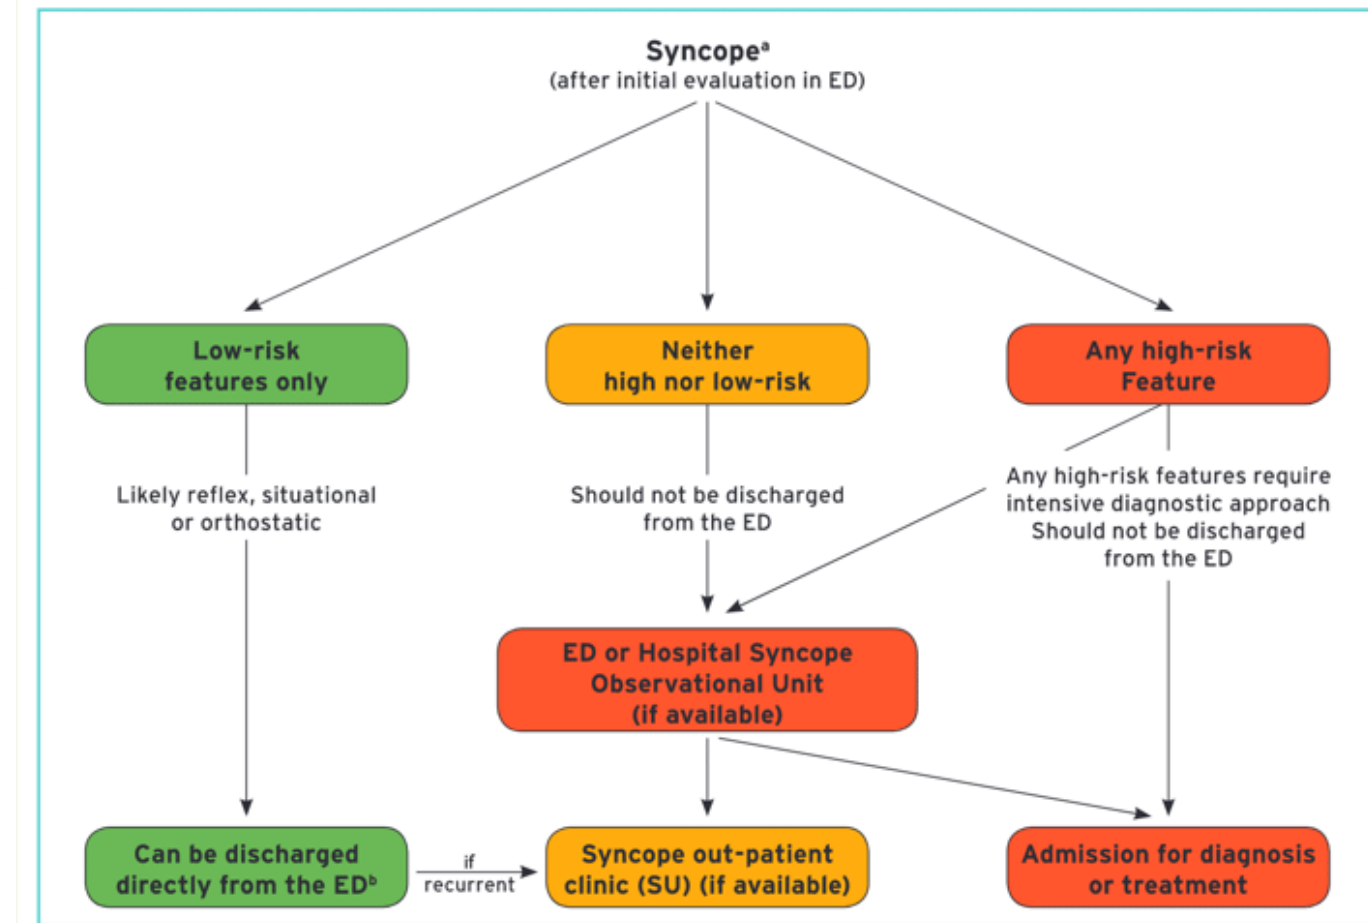 Syncopeᵃ
(after initial evaluation in ED)
Low-risk
features only
Neither
high nor low-risk
Any high-risk
Feature
Likely reflex, situational
or orthostatic
Should not be discharged
from the ED
Any high-risk features require
intensive diagnostic approach
Should not be discharged
from the ED
ED or Hospital Syncope
Observational Unit
(if available)
Can be discharged
directly from the EDᵇ
if
recurrent
Syncope out-patient
clinic (SU) (if available)
Admission for diagnosis
or treatment